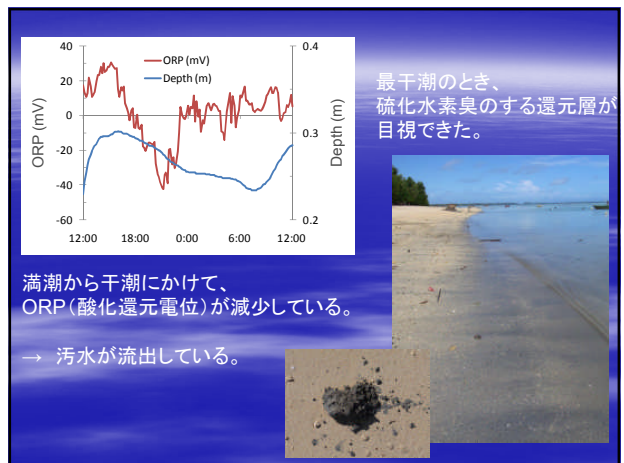 40
20
0
-20
-40
-60
ORP (mV)
ORP (mV)
Depth (m)
0.4
0.3
0.2
Depth (m)
12:00 18:00 0:00 6:00 12:00
最干潮のとき、
硫化水素臭のする還元層が
目視できた。
満潮から干潮にかけて、
ORP(酸化還元電位)が減少している。
→ 汚水が流出している。